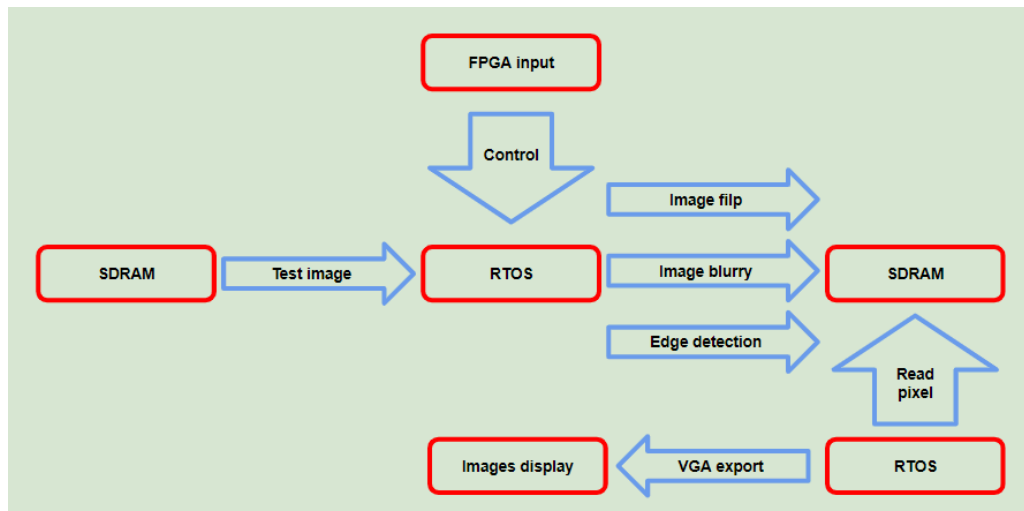 FPGA input
Control
Image filp
SDRAM
Test image
RTOS
Image blurry
SDRAM
Edge detection
Read
pixel
Images display
VGA export
RTOS